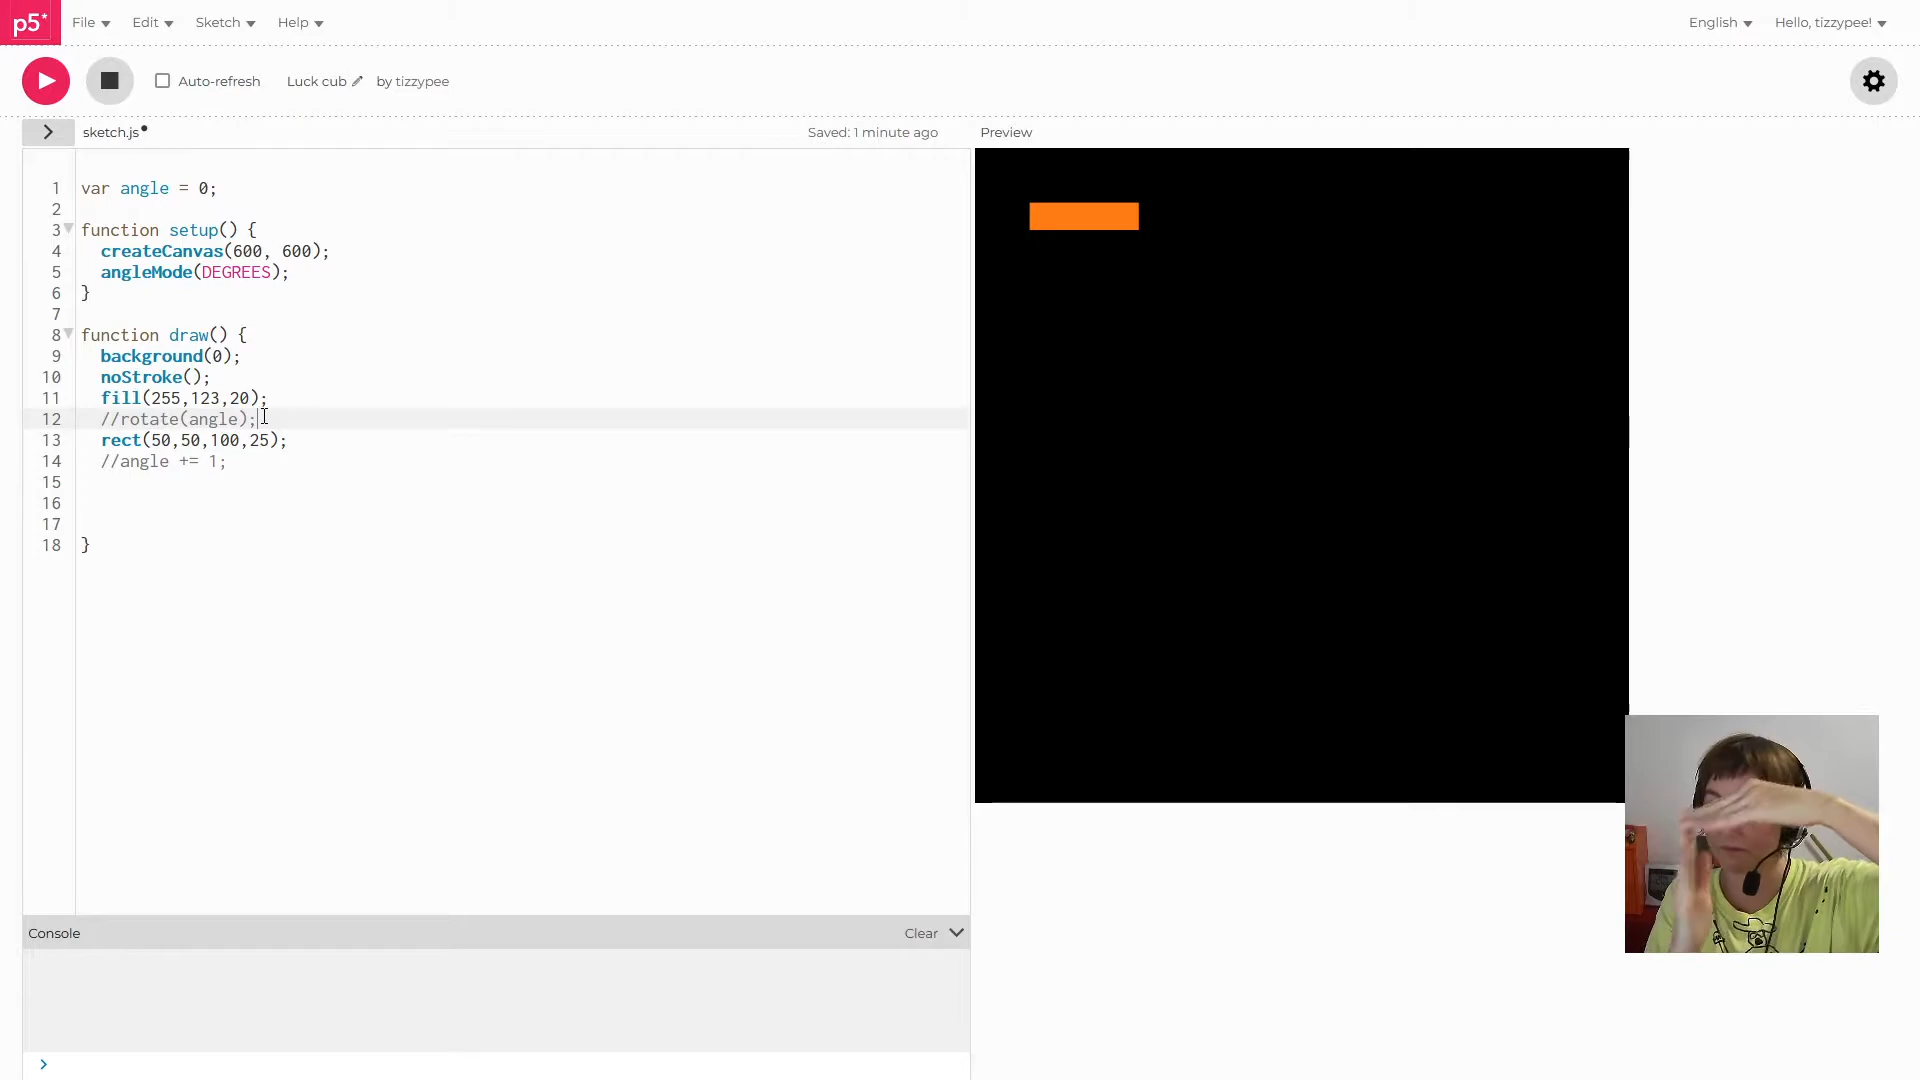 p5* File Edit Sketch Help English Hello, tizzypee!
Auto-refresh Luck cub by tizzypee
> sketch.js Saved: 1 minute ago Preview
1 var angle = 0;
2
3 function setup() {
4 createCanvas(600, 600);
5 angleMode(DEGREES);
6 }
7
8 function draw() {
9 background(0);
10 noStroke();
11 fill(255,123,20);
12 //rotate(angle);
13 rect(50,50,100,25);
14 //angle += 1;
15
16
17
18 }
Console Clear
>